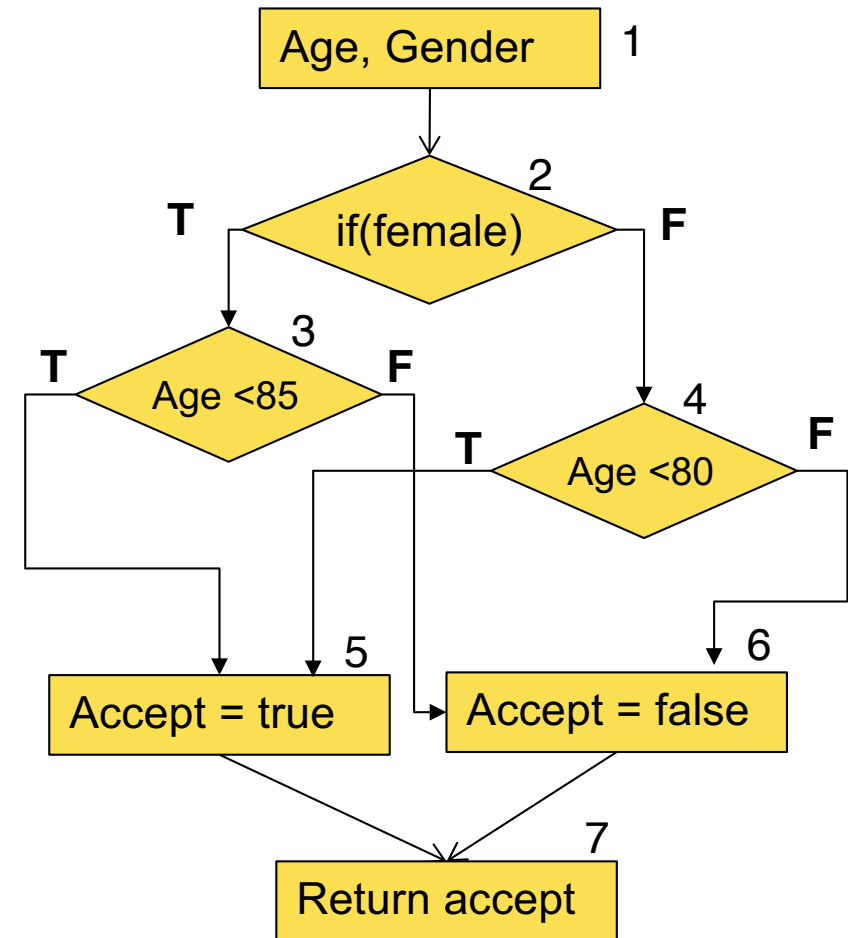 Age, Gender
1
2
T
if(female)
F
3
T
Age <85
F
4
T
Age <80
F
5
Accept = true
6
Accept = false
7
Return accept